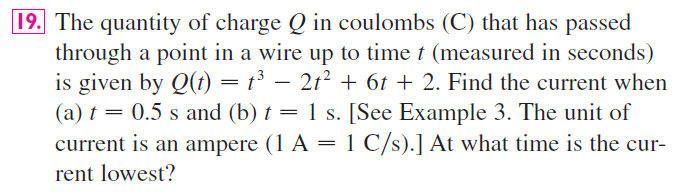 19. The quantity of charge Q in coulombs (C) that has passed
through a point in a wire up to time t (measured in seconds)
is given by Q(t) = t³ − 2t² + 6t + 2. Find the current when
(a) t = 0.5 s and (b) t = 1 s. [See Example 3. The unit of
current is an ampere (1 A = 1 C/s).] At what time is the cur-
rent lowest?